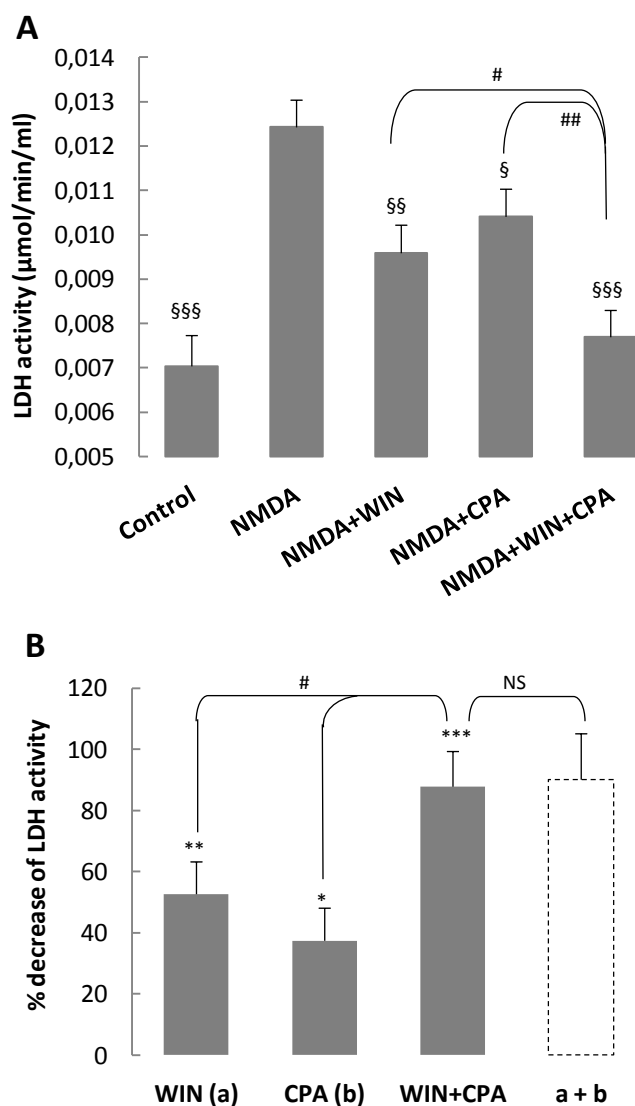 A
LDH activity (µmol/min/ml)
0,014
0,013
0,012
0,011
0,010
0,009
0,008
0,007
0,006
0,005
§§§
§§
§
§§§
#
##
Control
NMDA
NMDA+WIN
NMDA+CPA
NMDA+WIN+CPA
B
% decrease of LDH activity
120
100
80
60
40
20
0
#
NS
**
*
***
WIN (a)
CPA (b)
WIN+CPA
a + b